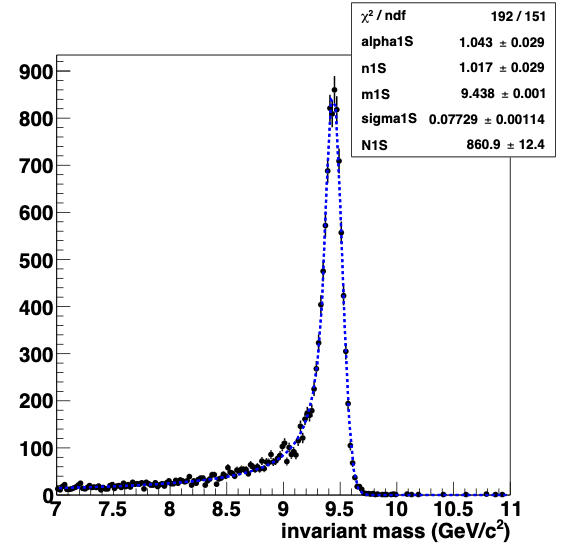 χ² / ndf 192 / 151
alpha1S 1.043 ± 0.029
n1S 1.017 ± 0.029
m1S 9.438 ± 0.001
sigma1S 0.07729 ± 0.00114
N1S 860.9 ± 12.4
900
800
700
600
500
400
300
200
100
0
7 7.5 8 8.5 9 9.5 10 10.5 11
invariant mass (GeV/c²)